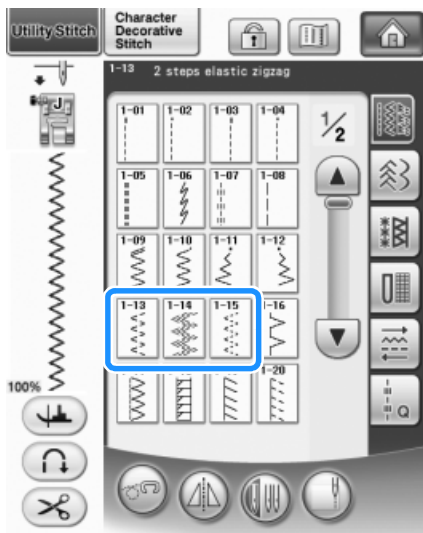 Utility Stitch
Character
Decorative
Stitch
1-13 2 steps elastic zigzag
J
1-01 1-02 1-03 1-04
1/2
1-05 1-06 1-07 1-08
1-09 1-10 1-11 1-12
1-13 1-14 1-15 1-16
1-20
100%
Q